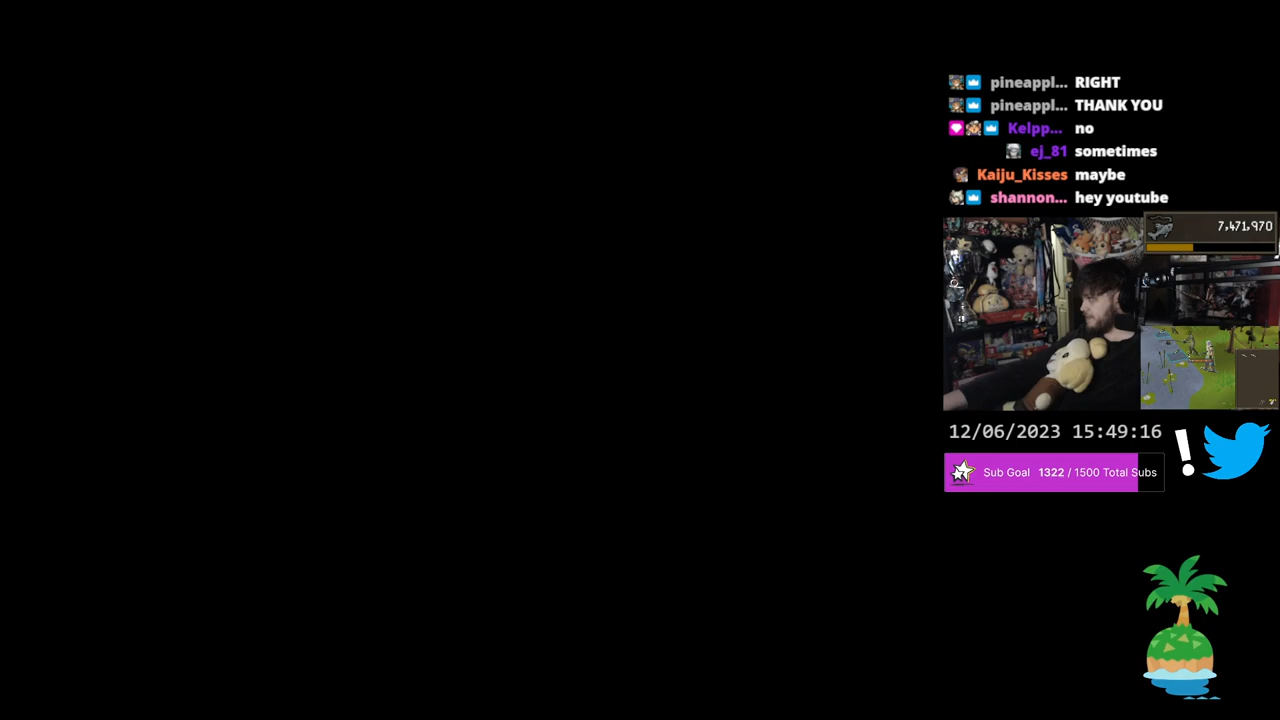 pineappl... RIGHT
pineappl... THANK YOU
Kelpp... no
ej_81 sometimes
Kaiju_Kisses maybe
shannon... hey youtube
7,471,970
12/06/2023 15:49:16
!
Sub Goal 1322 / 1500 Total Subs